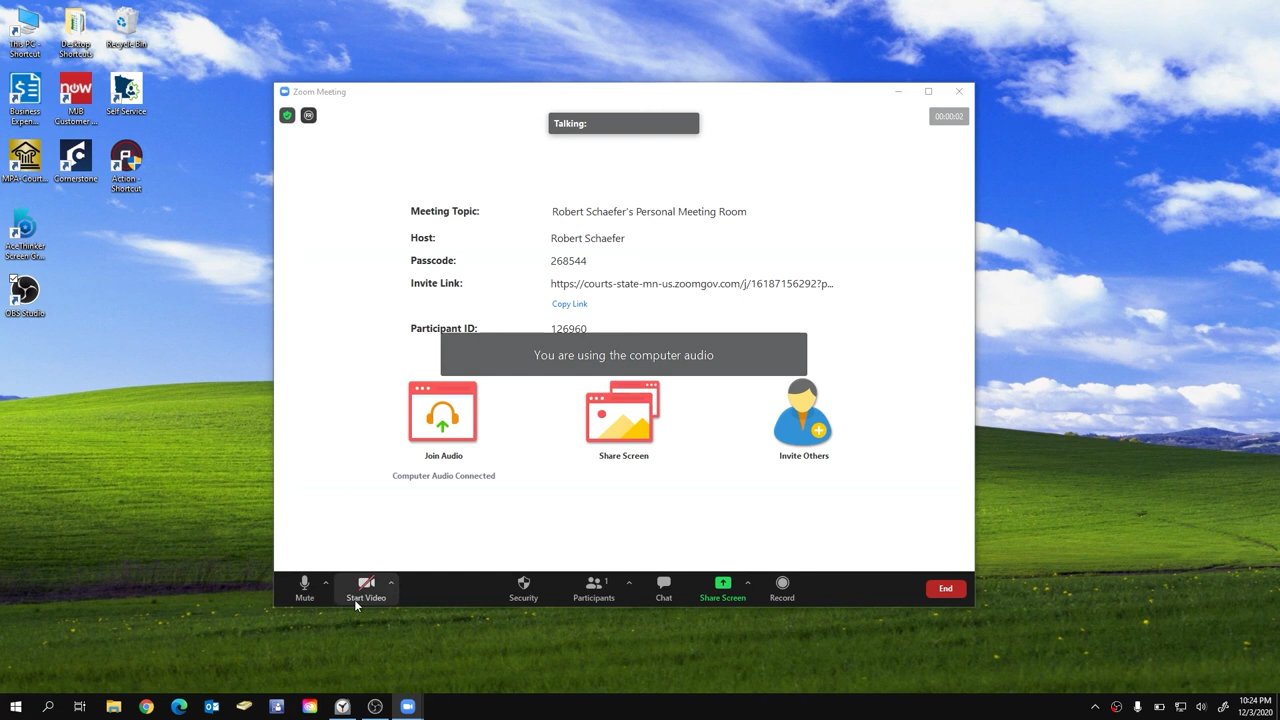 This PC -
Shortcut
Desktop
Shortcuts
Recycle Bin
Business
Expen...
now
MJB
Customer ...
Self Service
MPA-Court...
Cornerstone
Action -
Shortcut
AceThinker
Screen Gr...
OBS Studio
Zoom Meeting
Talking:
00:00:02
Meeting Topic: Robert Schaefer's Personal Meeting Room
Host: Robert Schaefer
Passcode: 268544
Invite Link: https://courts-state-mn-us.zoomgov.com/j/16187156292?p...
Copy Link
Participant ID: 126960
You are using the computer audio
Join Audio
Share Screen
Invite Others
Computer Audio Connected
Mute
Start Video
Security
1
Participants
Chat
Share Screen
Record
End
10:24 PM
12/3/2020